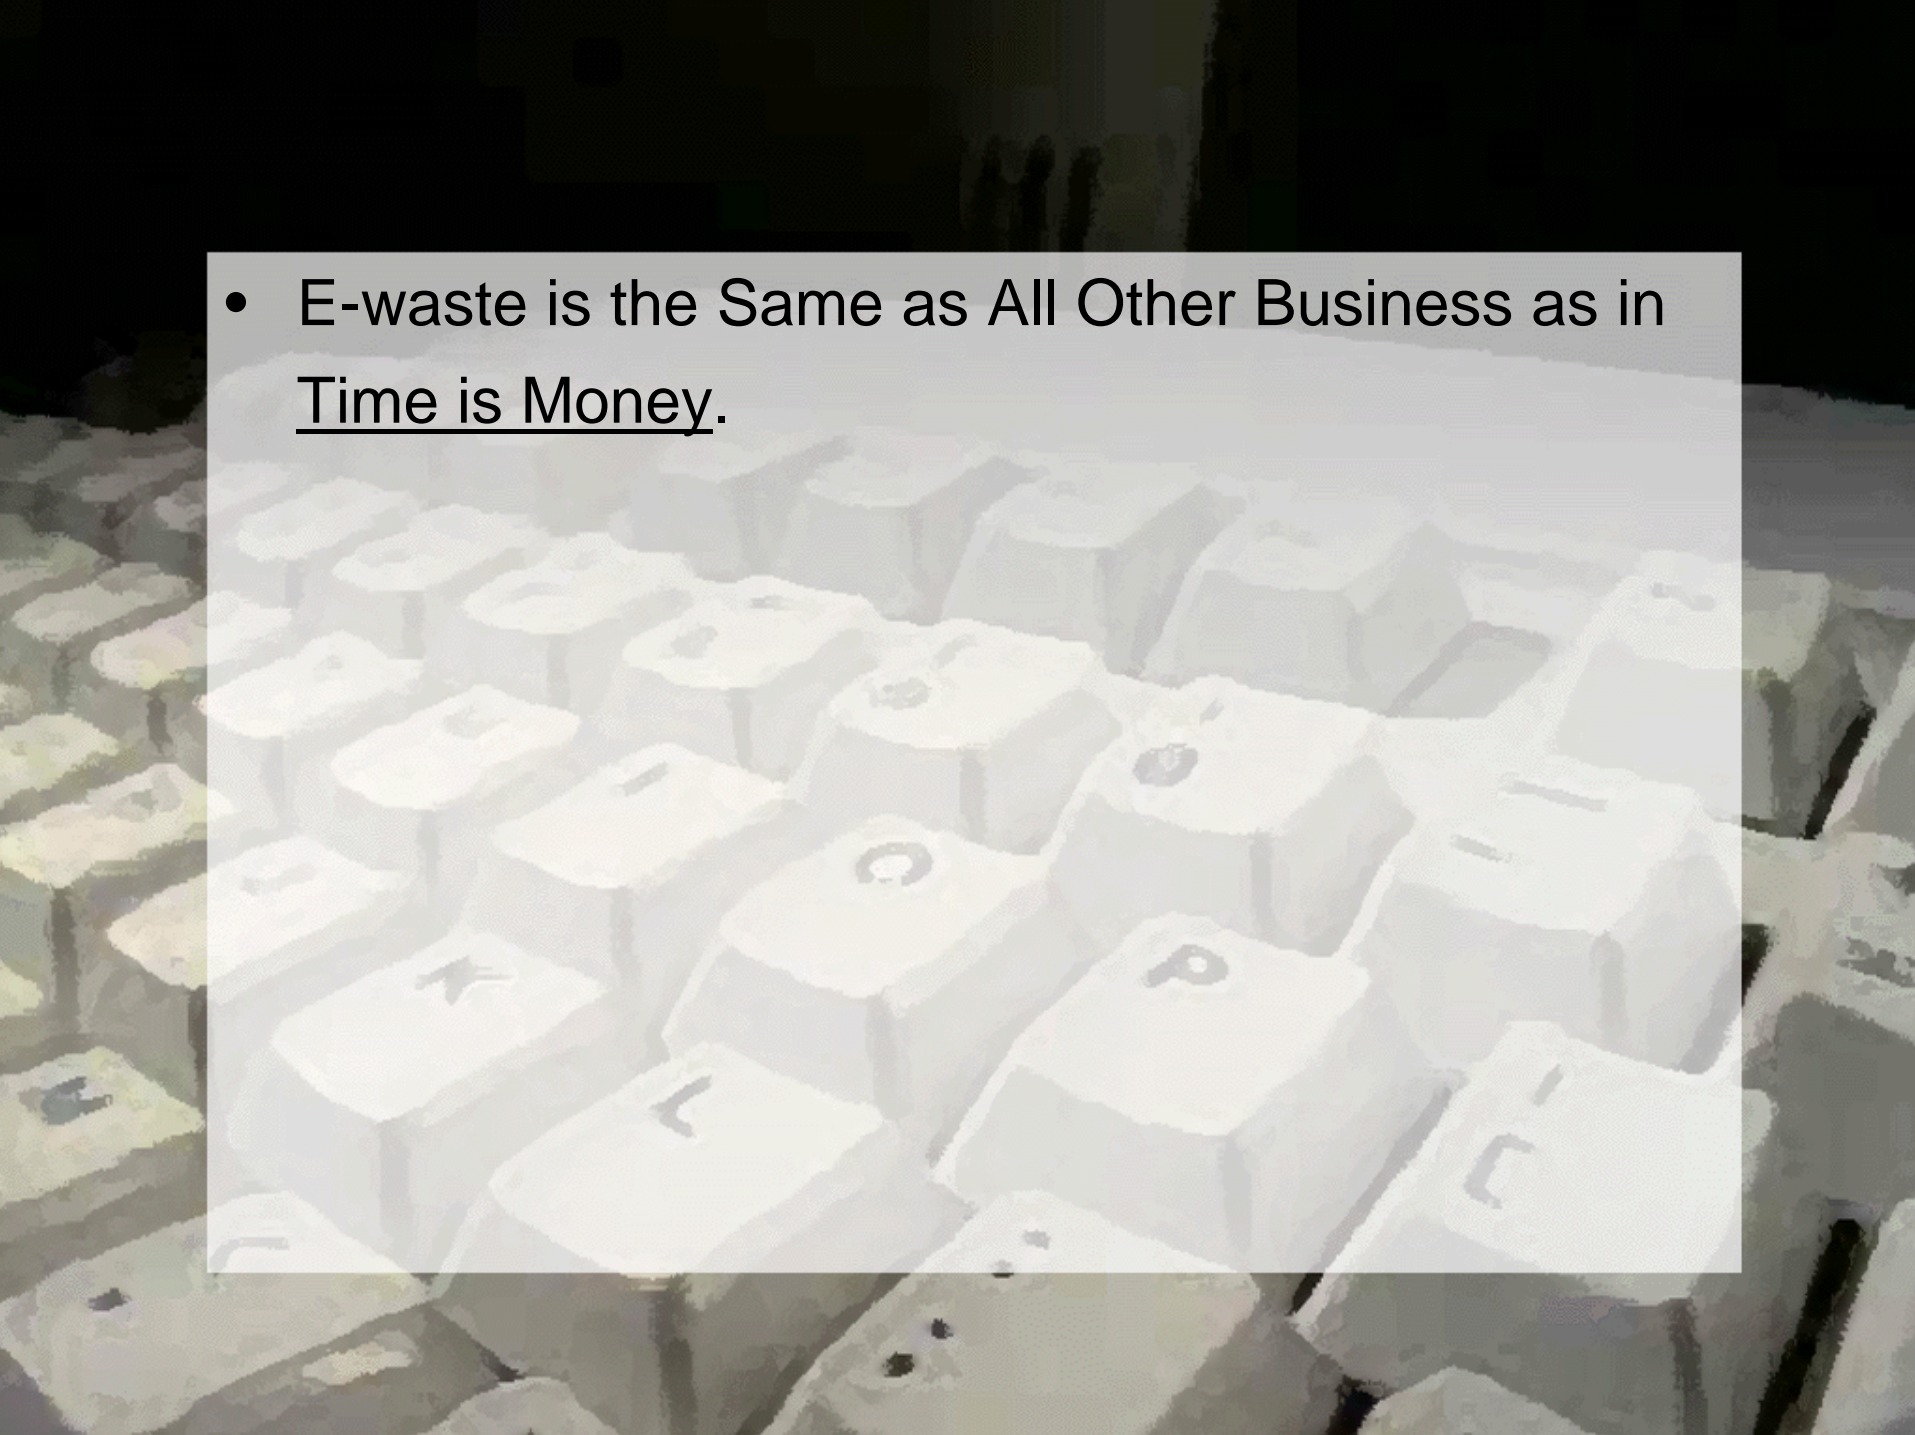 • E-waste is the Same as All Other Business as in
Time is Money.